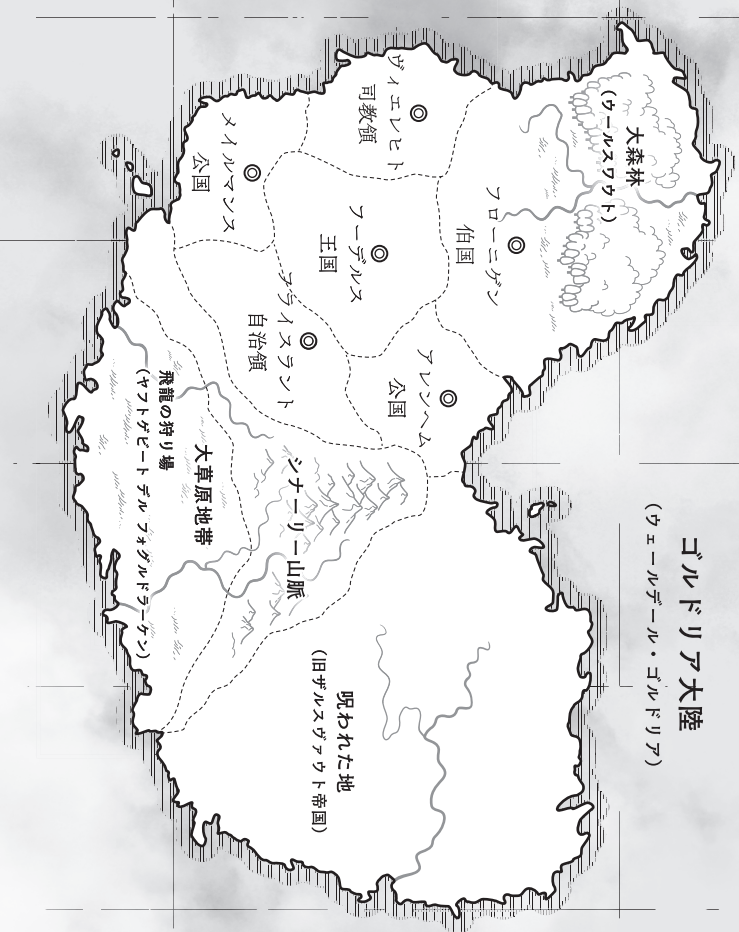 ゴルドリア大陸
（ウェールデール・ゴルドリア）
大森林
（ウールスワウト）
フローニゲン
伯国
ヴィエレヒト
司教領
メイルマンス
公国
フーデルス
王国
フライスラント
自治領
アレンヘム
公国
シナーリー山脈
大草原地帯
飛龍の狩り場
（ヤフトゲビートデル フォグルドラーケン）
呪われた地
（旧ザルスヴァウト帝国）